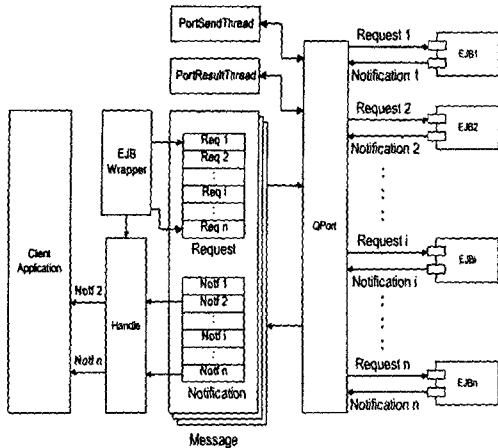 PortSendThread
PortResultThread
Client
Application
EJB
Wrapper
Handle
Notf 2
Notf n
Req 1
Req 2
Req i
Req n
Request
Notf 1
Notf 2
Notf i
Notf n
Notification
Message
QPort
Request 1
Notification 1
EJB1
Request 2
Notification 2
EJB2
Request i
Notification i
EJBi
Request n
Notification n
EJBn